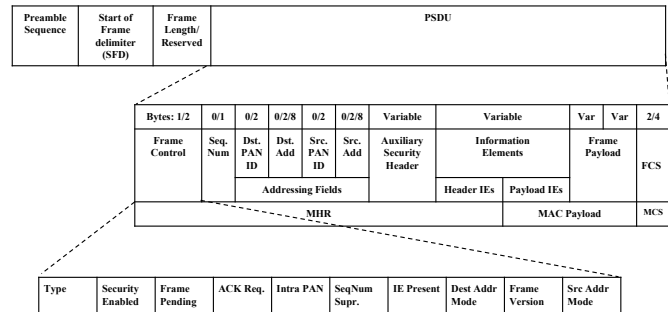 Preamble Sequence
Start of Frame delimiter (SFD)
Frame Length/ Reserved
PSDU
Bytes: 1/2 0/1 0/2 0/2/8 0/2 0/2/8 Variable Variable Var Var 2/4
Frame Control
Seq. Num
Dst. PAN ID
Dst. Add
Src. PAN ID
Src. Add
Auxiliary Security Header
Information Elements
Frame Payload
FCS
Addressing Fields
Header IEs
Payload IEs
MHR
MAC Payload
MCS
Type
Security Enabled
Frame Pending
ACK Req.
Intra PAN
SeqNum Supr.
IE Present
Dest Addr Mode
Frame Version
Src Addr Mode